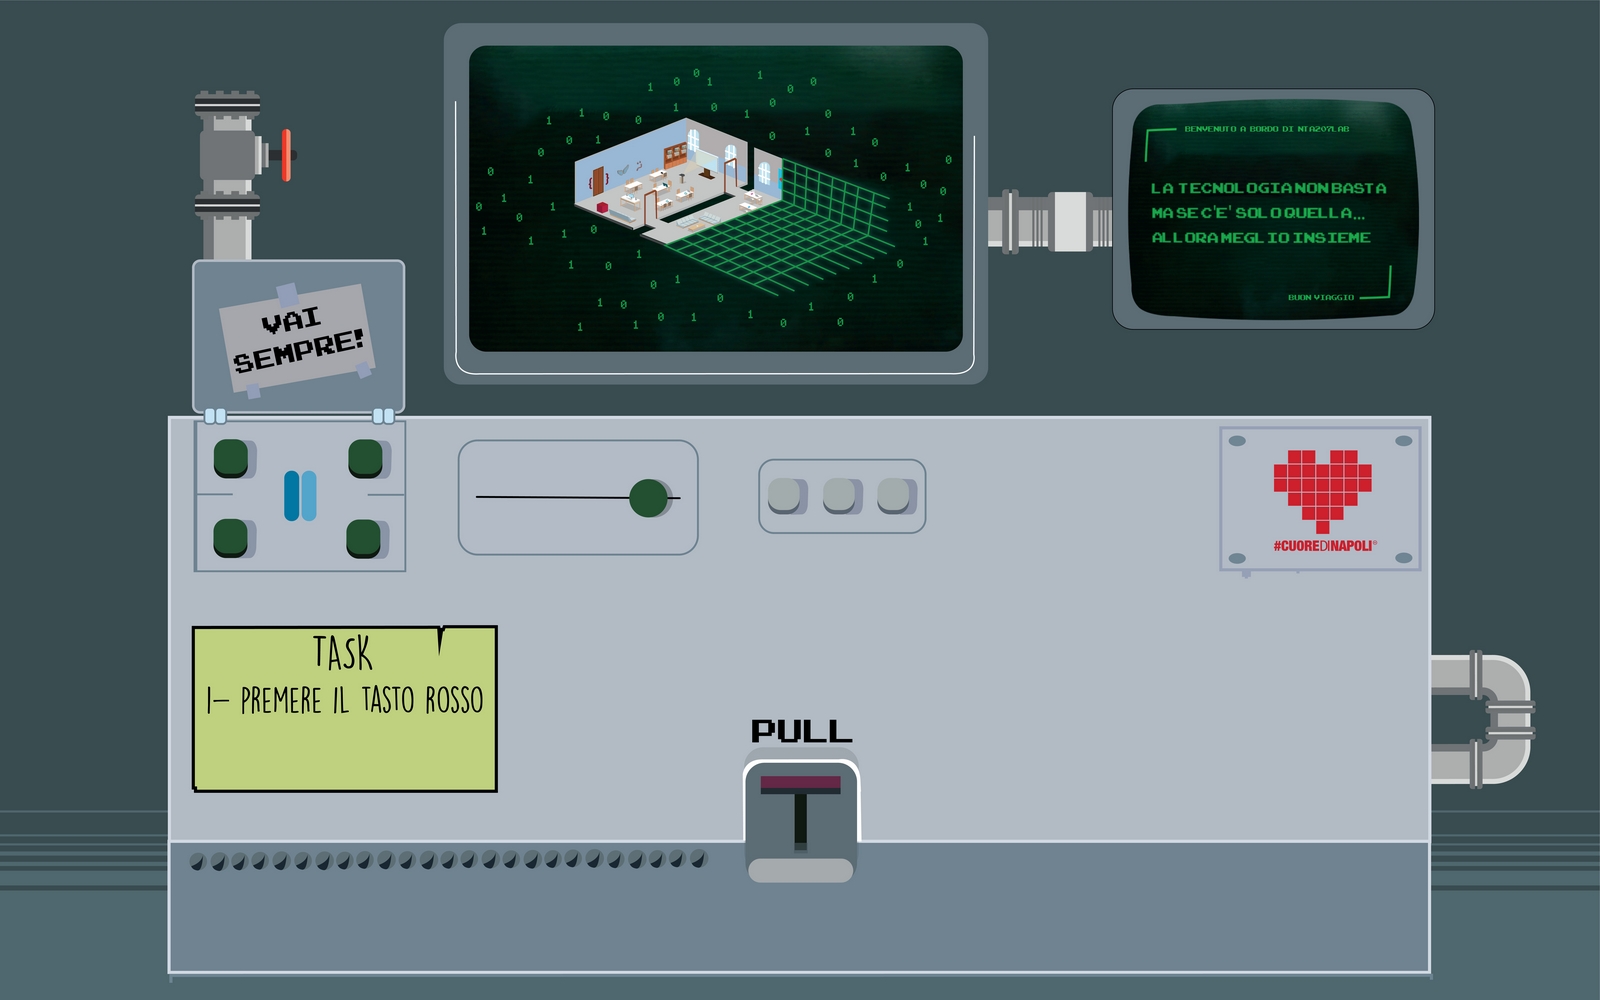 BENVENUTO A BORDO DI NTA207LAB
LA TECNOLOGIA NON BASTA
MA SE C'E' SOLO QUELLA...
ALLORA MEGLIO INSIEME
BUON VIAGGIO
VAI
SEMPRE!
#CUOREDINAPOLI®
TASK
1- PREMERE IL TASTO ROSSO
PULL